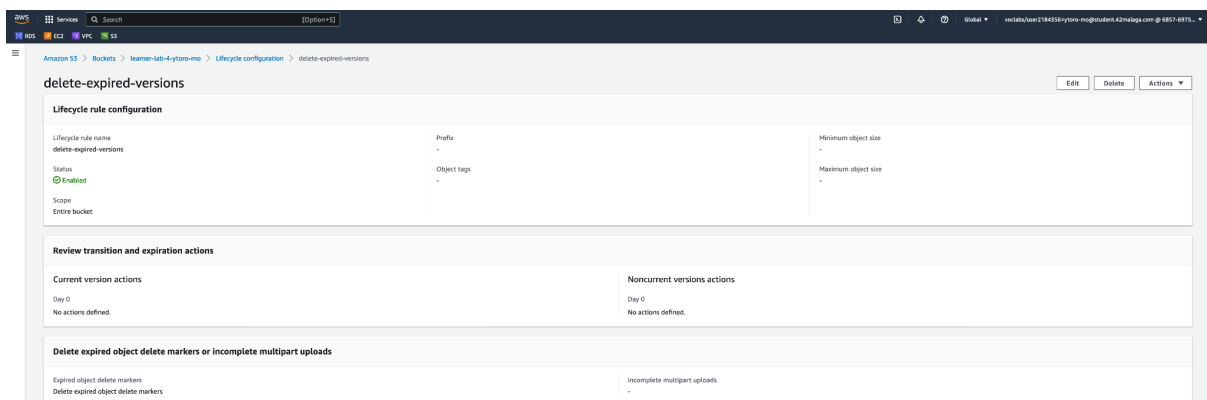 aws Services Search [Option+S] Global ▼ voclabs/user2184356=ytoro-mo@student.42malaga.com @ 6857-6975... ▼
RDS EC2 VPC S3
Amazon S3 > Buckets > learner-lab-4-ytoro-mo > Lifecycle configuration > delete-expired-versions
delete-expired-versions Edit Delete Actions ▼
Lifecycle rule configuration
Lifecycle rule name
delete-expired-versions
Status
Enabled
Scope
Entire bucket
Prefix
-
Object tags
-
Minimum object size
-
Maximum object size
-
Review transition and expiration actions
Current version actions
Day 0
No actions defined.
Noncurrent versions actions
Day 0
No actions defined.
Delete expired object delete markers or incomplete multipart uploads
Expired object delete markers
Delete expired object delete markers
Incomplete multipart uploads
-